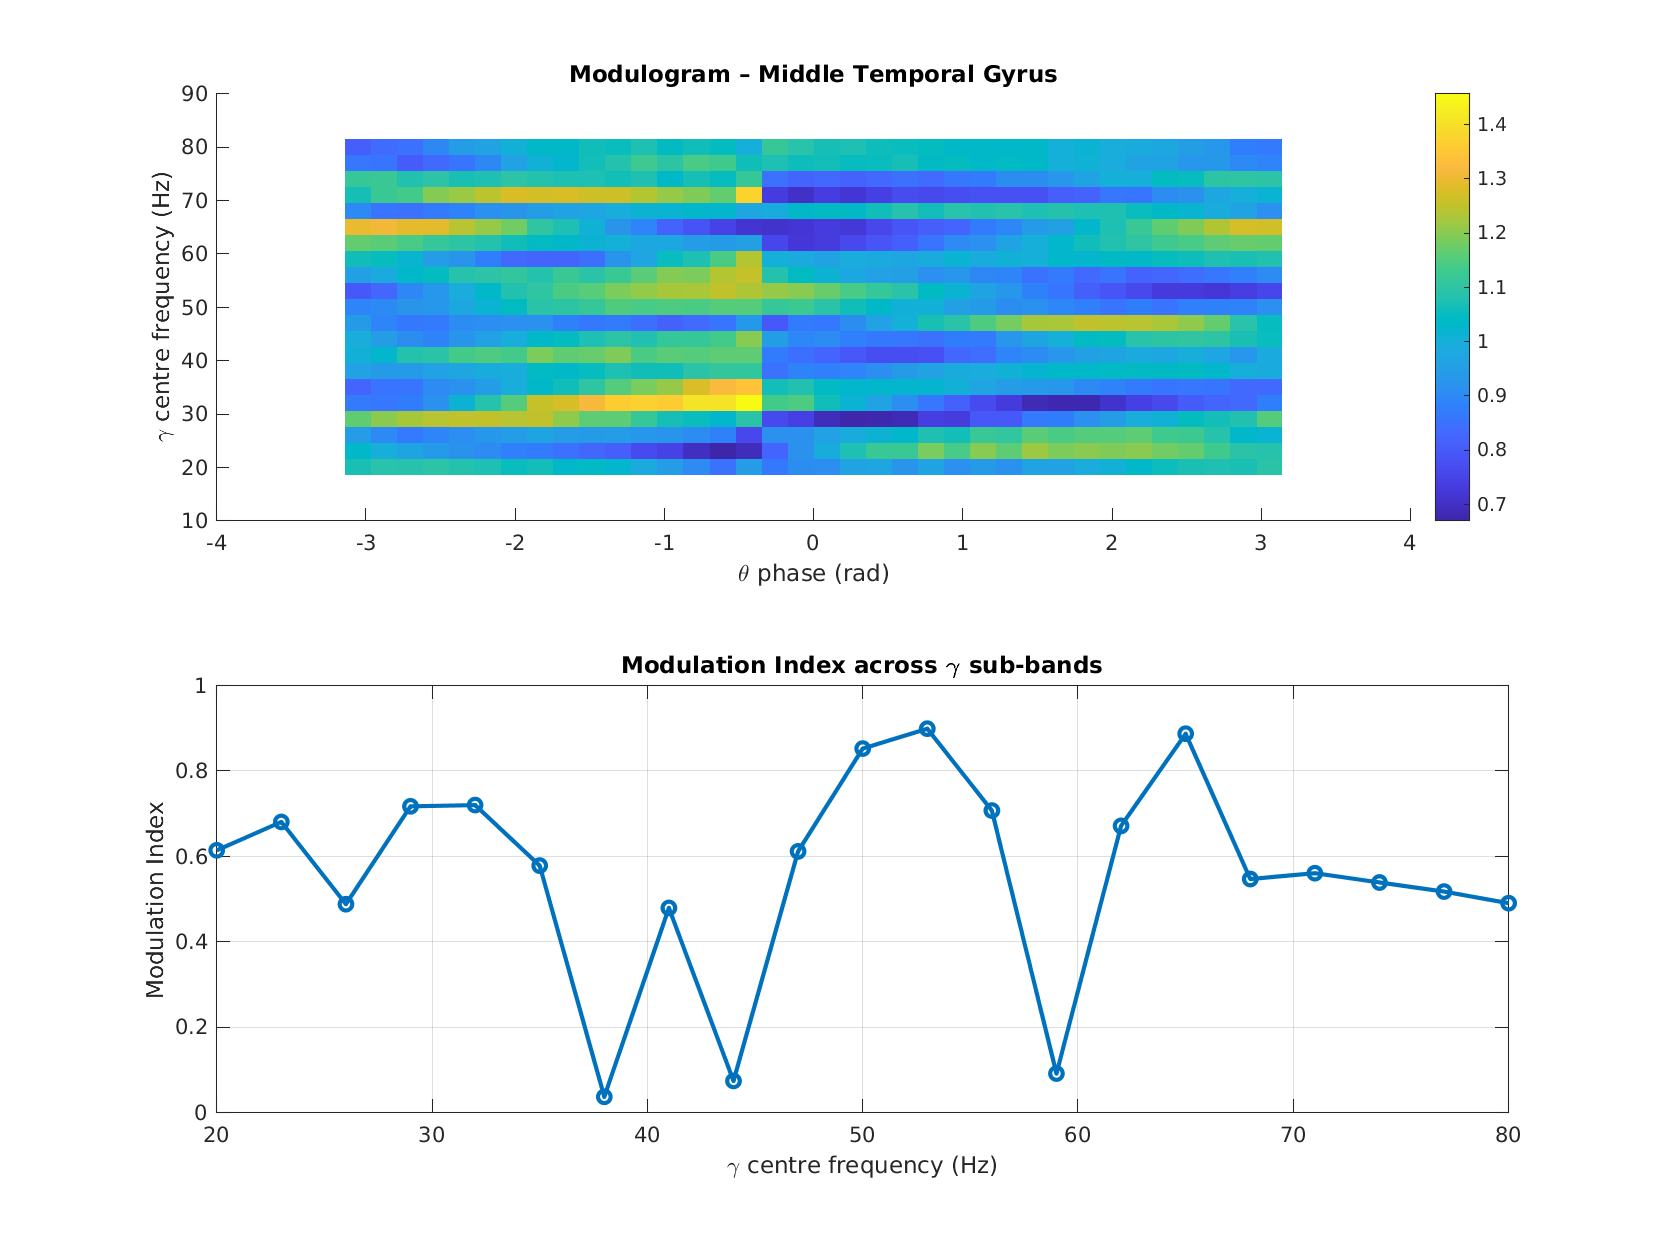 Modulogram – Middle Temporal Gyrus
γ centre frequency (Hz)
90
80
70
60
50
40
30
20
10
-4 -3 -2 -1 0 1 2 3 4
θ phase (rad)
1.4
1.3
1.2
1.1
1
0.9
0.8
0.7
Modulation Index across γ sub-bands
Modulation Index
1
0.8
0.6
0.4
0.2
0
20 30 40 50 60 70 80
γ centre frequency (Hz)